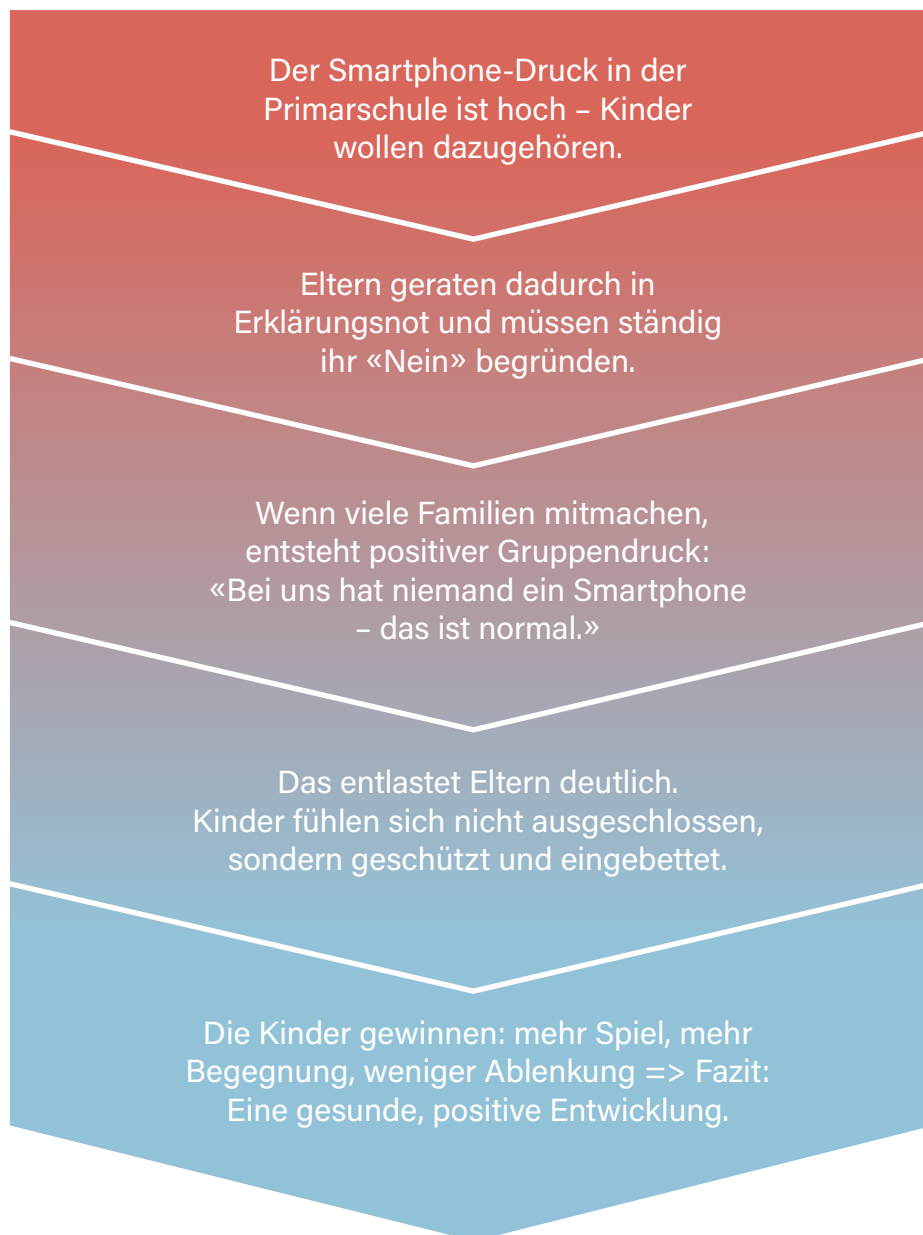 Der Smartphone-Druck in der
Primarschule ist hoch – Kinder
wollen dazugehören.
Eltern geraten dadurch in
Erklärungsnot und müssen ständig
ihr «Nein» begründen.
Wenn viele Familien mitmachen,
entsteht positiver Gruppendruck:
«Bei uns hat niemand ein Smartphone
– das ist normal.»
Das entlastet Eltern deutlich.
Kinder fühlen sich nicht ausgeschlossen,
sondern geschützt und eingebettet.
Die Kinder gewinnen: mehr Spiel, mehr
Begegnung, weniger Ablenkung => Fazit:
Eine gesunde, positive Entwicklung.